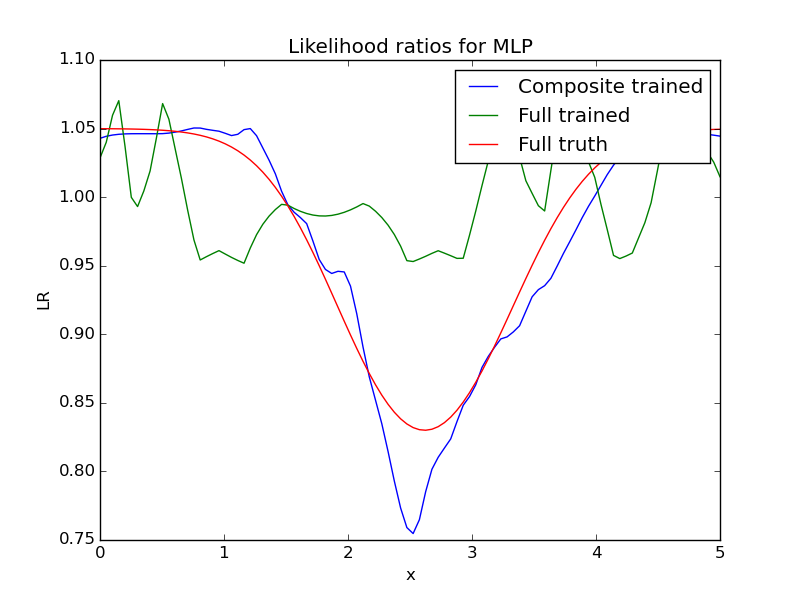 Likelihood ratios for MLP
1.10
1.05
1.00
0.95
0.90
0.85
0.80
0.75
LR
Composite trained
Full trained
Full truth
0 1 2 3 4 5
x